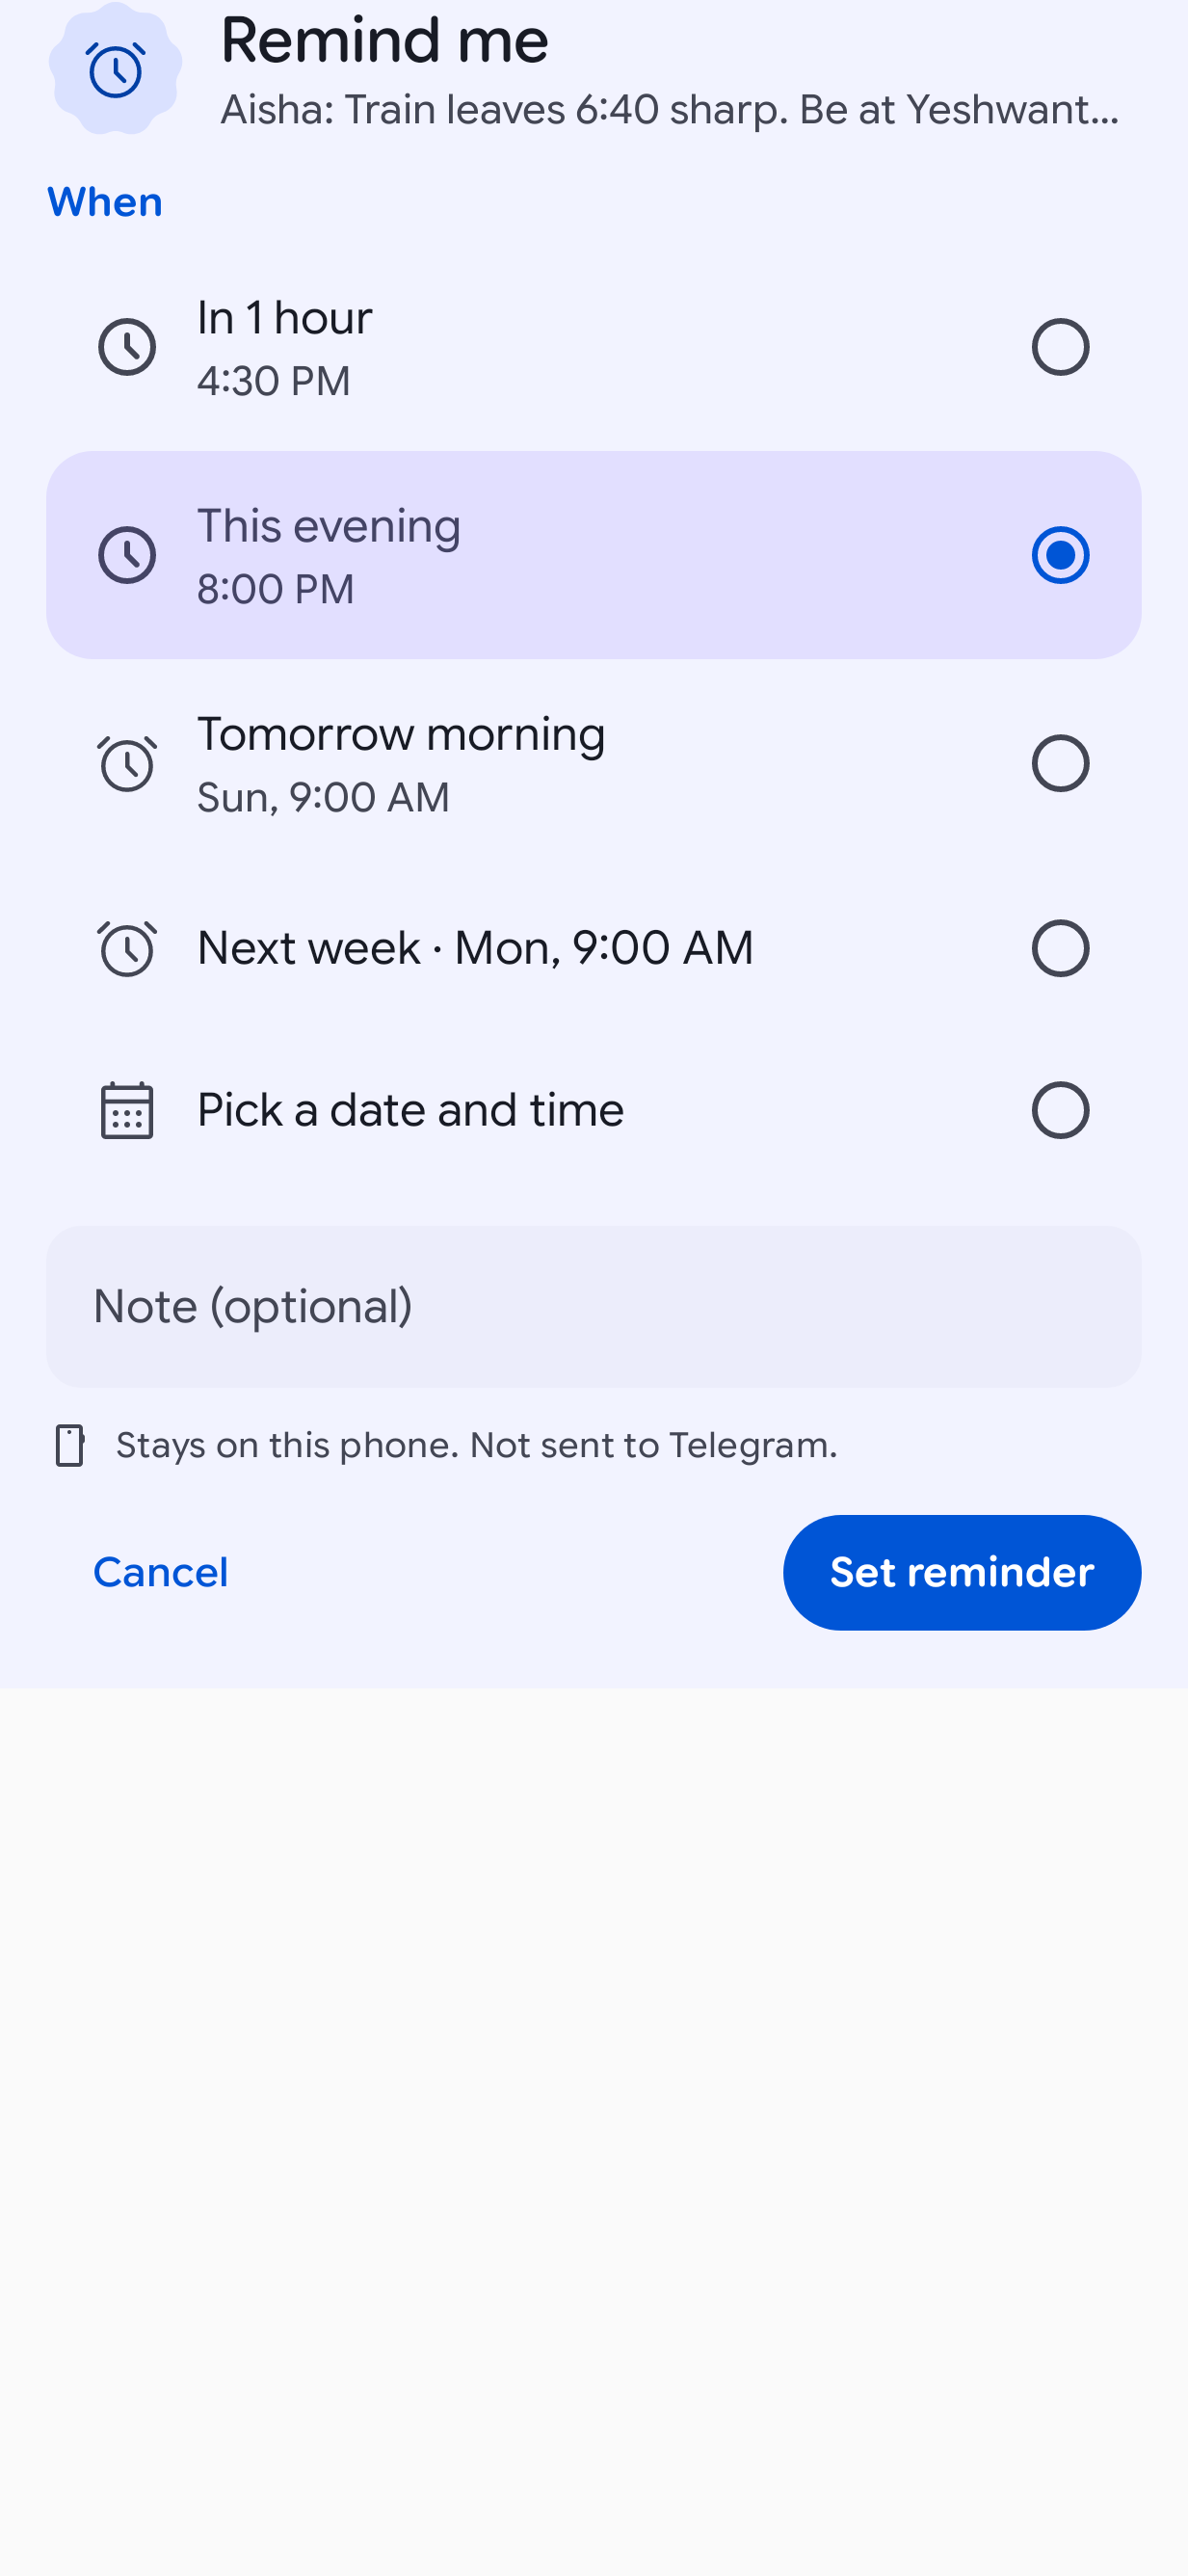 Remind me
Aisha: Train leaves 6:40 sharp. Be at Yeshwant...
When
In 1 hour
4:30 PM
This evening
8:00 PM
Tomorrow morning
Sun, 9:00 AM
Next week · Mon, 9:00 AM
Pick a date and time
Note (optional)
Stays on this phone. Not sent to Telegram.
Cancel
Set reminder